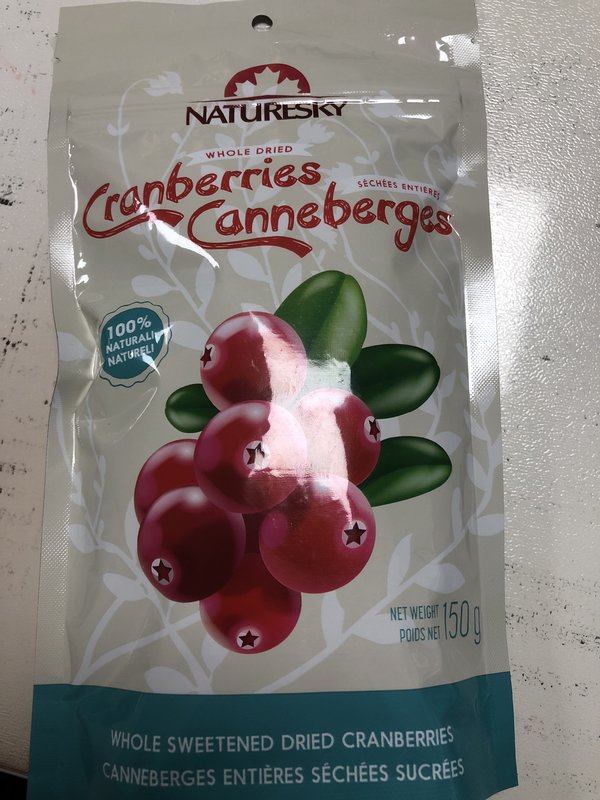 NATURESKY
WHOLE DRIED
Cranberries
SÉCHÉES ENTIÈRES
Canneberges
100%
NATURAL!
NATUREL!
NET WEIGHT
POIDS NET
150 g
WHOLE SWEETENED DRIED CRANBERRIES
CANNEBERGES ENTIÈRES SÉCHÉES SUCRÉES